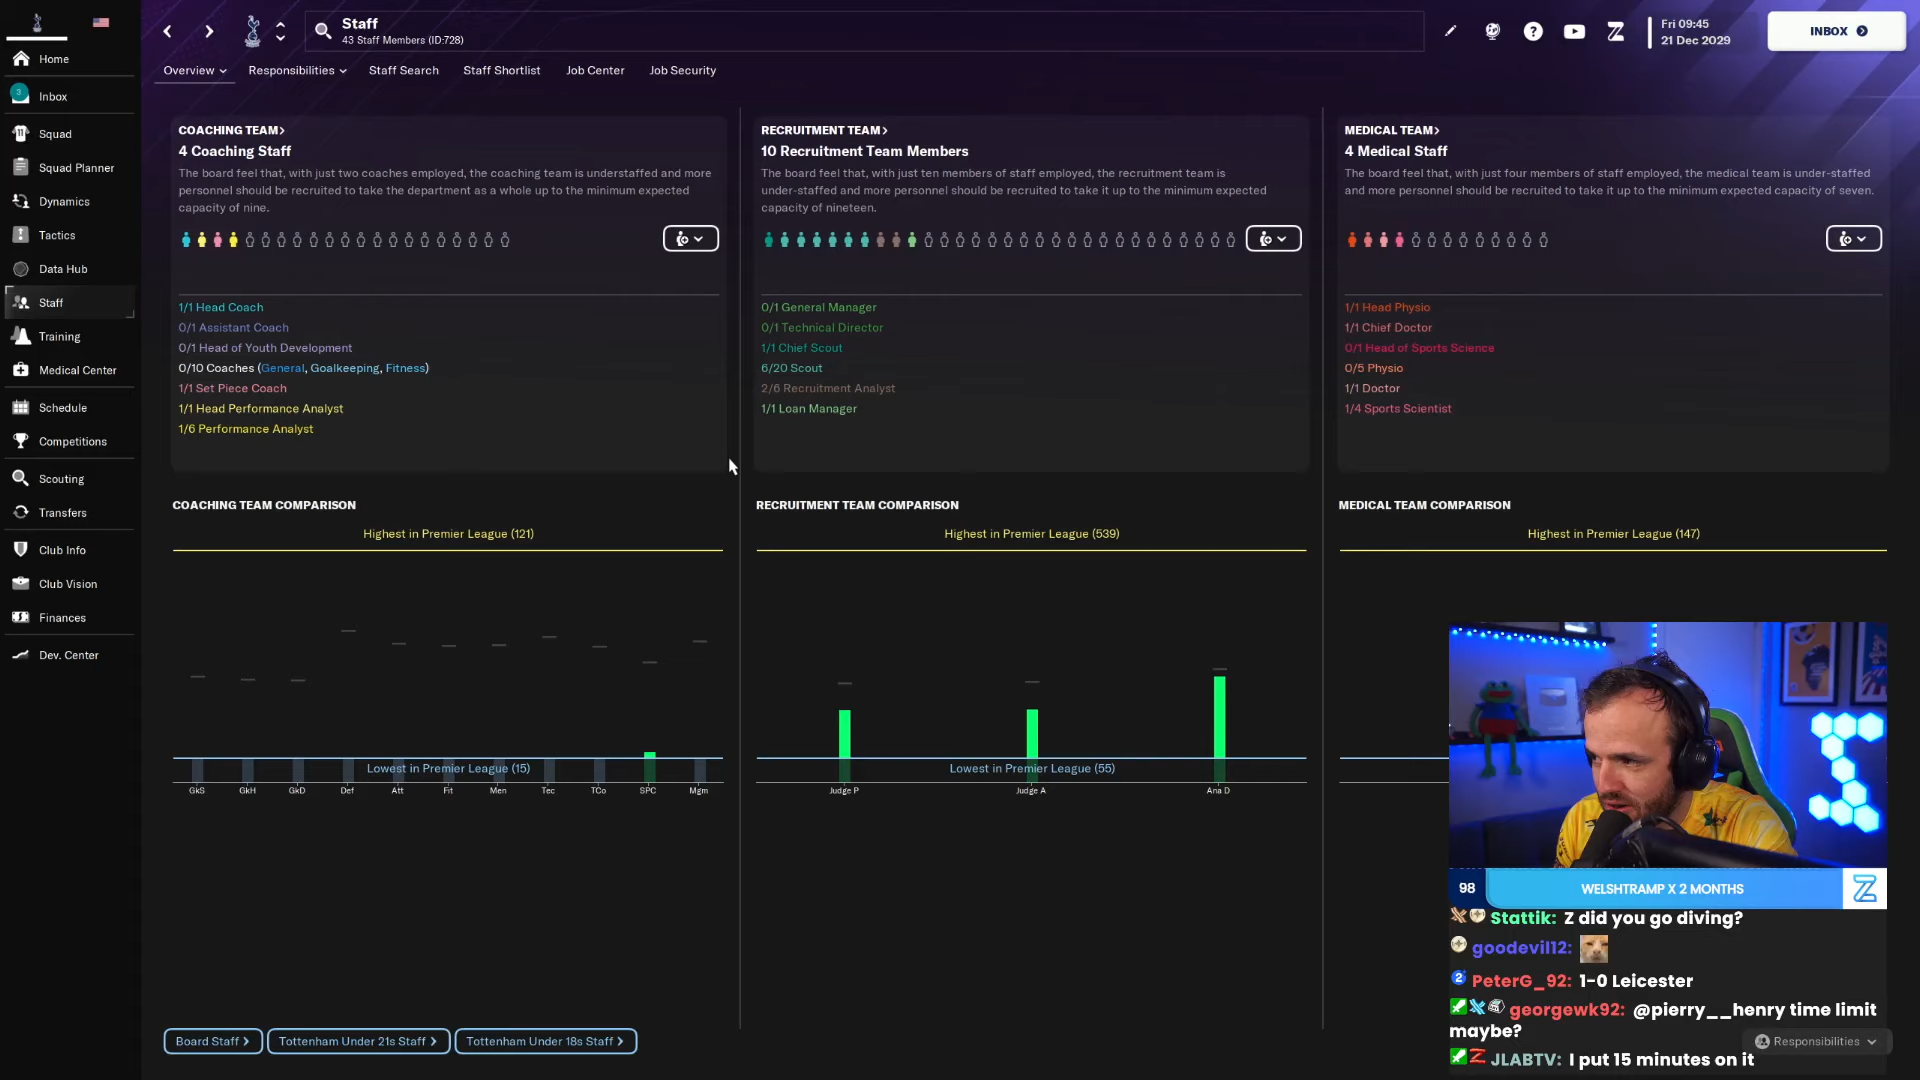 Staff
43 Staff Members (ID:728)
Fri 09:45
21 Dec 2029
INBOX
Overview
Responsibilities
Staff Search
Staff Shortlist
Job Center
Job Security
Home
3
Inbox
Squad
Squad Planner
Dynamics
Tactics
Data Hub
Staff
Training
Medical Center
Schedule
Competitions
Scouting
Transfers
Club Info
Club Vision
Finances
Dev. Center
COACHING TEAM>
4 Coaching Staff
The board feel that, with just two coaches employed, the coaching team is understaffed and more
personnel should be recruited to take the department as a whole up to the minimum expected
capacity of nine.
1/1 Head Coach
0/1 Assistant Coach
0/1 Head of Youth Development
0/10 Coaches (General, Goalkeeping, Fitness)
1/1 Set Piece Coach
1/1 Head Performance Analyst
1/6 Performance Analyst
RECRUITMENT TEAM>
10 Recruitment Team Members
The board feel that, with just ten members of staff employed, the recruitment team is
under-staffed and more personnel should be recruited to take it up to the minimum expected
capacity of nineteen.
0/1 General Manager
0/1 Technical Director
1/1 Chief Scout
6/20 Scout
2/6 Recruitment Analyst
1/1 Loan Manager
MEDICAL TEAM>
4 Medical Staff
The board feel that, with just four members of staff employed, the medical team is under-staffed
and more personnel should be recruited to take it up to the minimum expected capacity of seven.
1/1 Head Physio
1/1 Chief Doctor
0/1 Head of Sports Science
0/5 Physio
1/1 Doctor
1/4 Sports Scientist
COACHING TEAM COMPARISON
Highest in Premier League (121)
Lowest in Premier League (15)
GkS GkH GkD Def Att Fit Men Tec TCo SPC Mgm
RECRUITMENT TEAM COMPARISON
Highest in Premier League (539)
Lowest in Premier League (55)
Judge P Judge A Ana D
MEDICAL TEAM COMPARISON
Highest in Premier League (147)
98
WELSHTRAMP X 2 MONTHS
Stattik: Z did you go diving?
goodevil12:
2 PeterG_92: 1-0 Leicester
georgewk92: @pierry__henry time limit
maybe?
JLABTV: I put 15 minutes on it
Board Staff >
Tottenham Under 21s Staff >
Tottenham Under 18s Staff >
Responsibilities